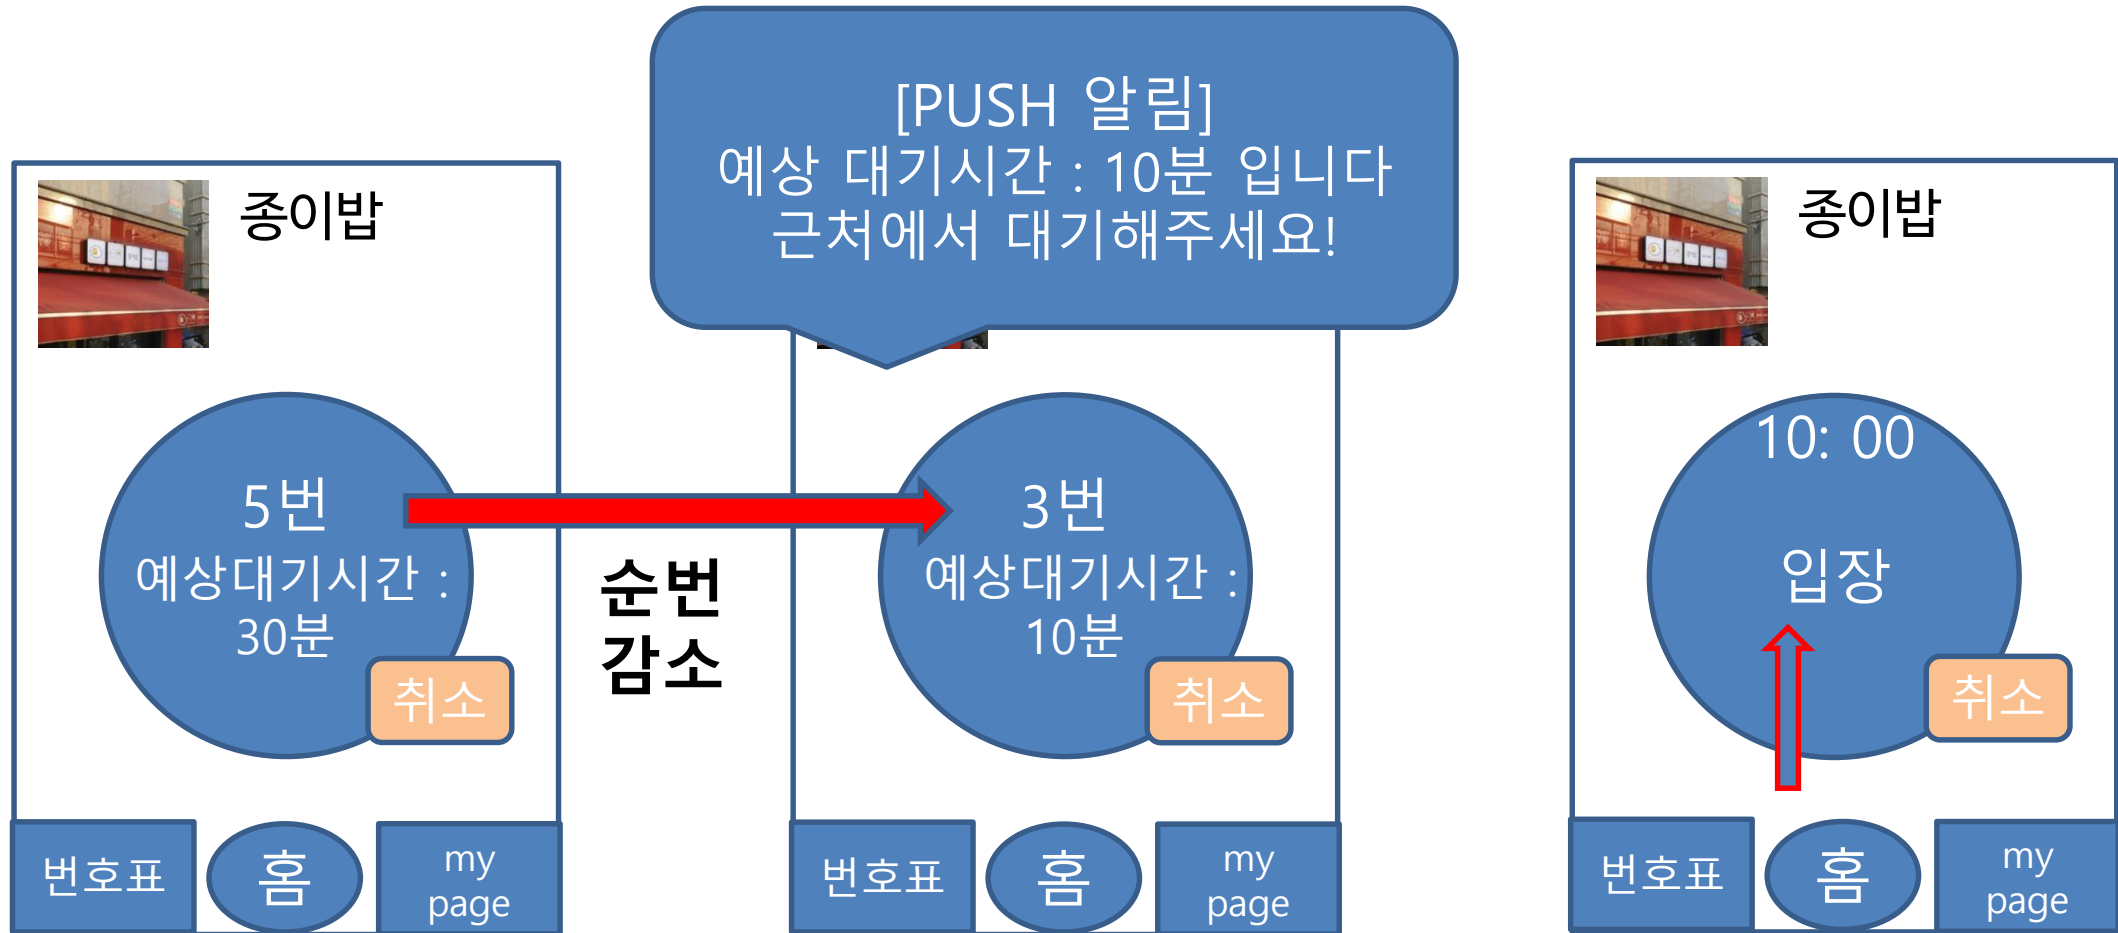 [PUSH 알림]
예상 대기시간 : 10분 입니다
근처에서 대기해주세요!
종이밥
5번
예상대기시간 :
30분
취소
번호표
홈
my
page
순번
감소
3번
예상대기시간 :
10분
취소
번호표
홈
my
page
종이밥
10: 00
입장
취소
번호표
홈
my
page